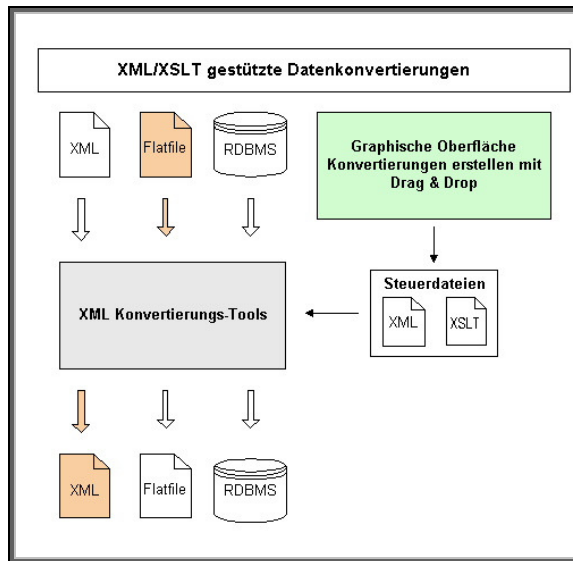 XML/XSLT gestützte Datenkonvertierungen
XML
Flatfile
RDBMS
Graphische Oberfläche
Konvertierungen erstellen mit
Drag & Drop
XML Konvertierungs-Tools
Steuerdateien
XML
XSLT
XML
Flatfile
RDBMS